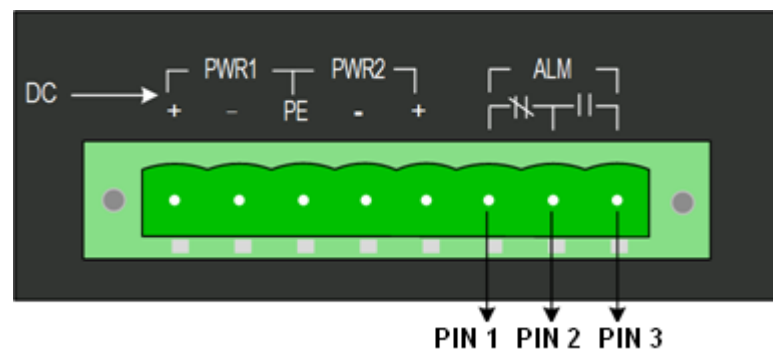 PWR1 PWR2 ALM
DC
+ – PE - +
PIN 1 PIN 2 PIN 3